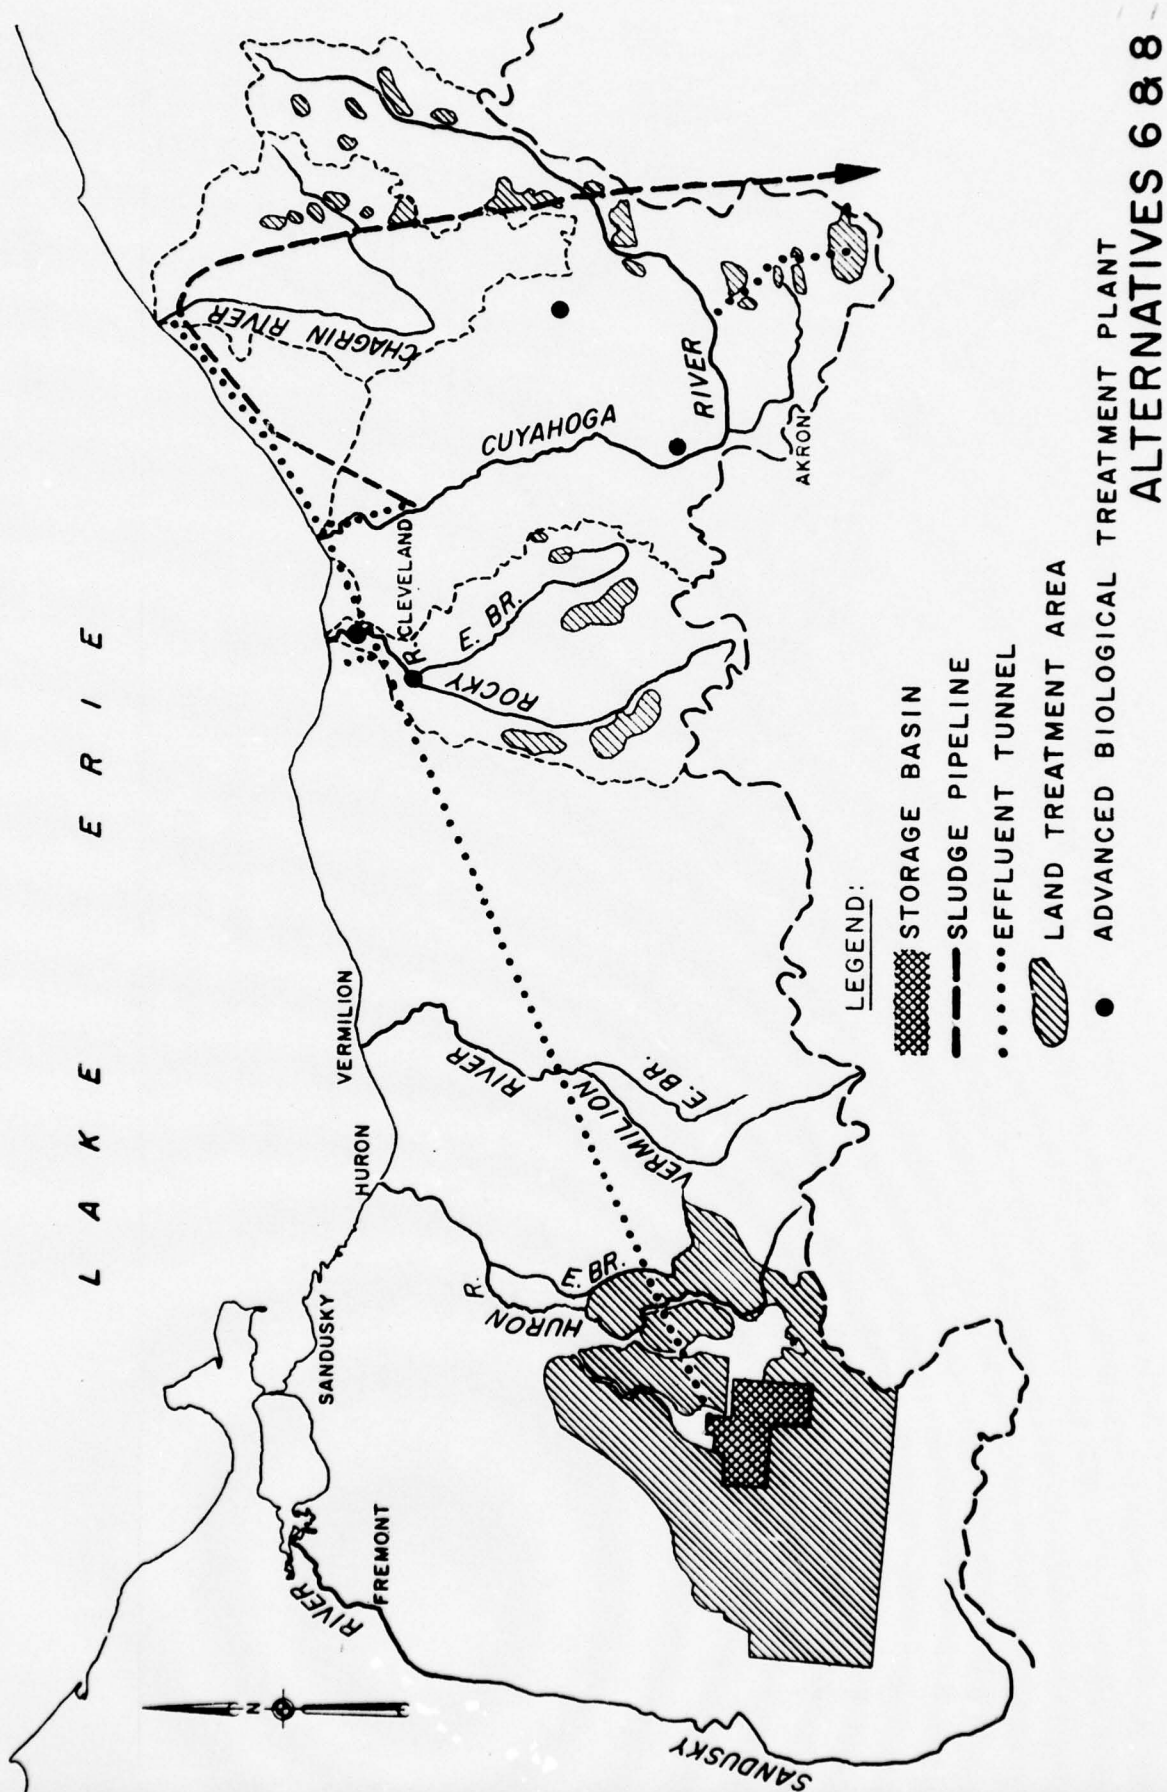 LAKE ERIE
N
SANDUSKY
HURON
VERMILION
FREMONT
RIVER
SANDUSKY
R.
E. BR.
HURON
RIVER
VERMILION
E. BR.
R. CLEVELAND
E. BR.
ROCKY
CHAGRIN RIVER
CUYAHOGA
RIVER
AKRON
LEGEND:
STORAGE BASIN
SLUDGE PIPELINE
EFFLUENT TUNNEL
LAND TREATMENT AREA
ADVANCED BIOLOGICAL TREATMENT PLANT
ALTERNATIVES 6 & 8